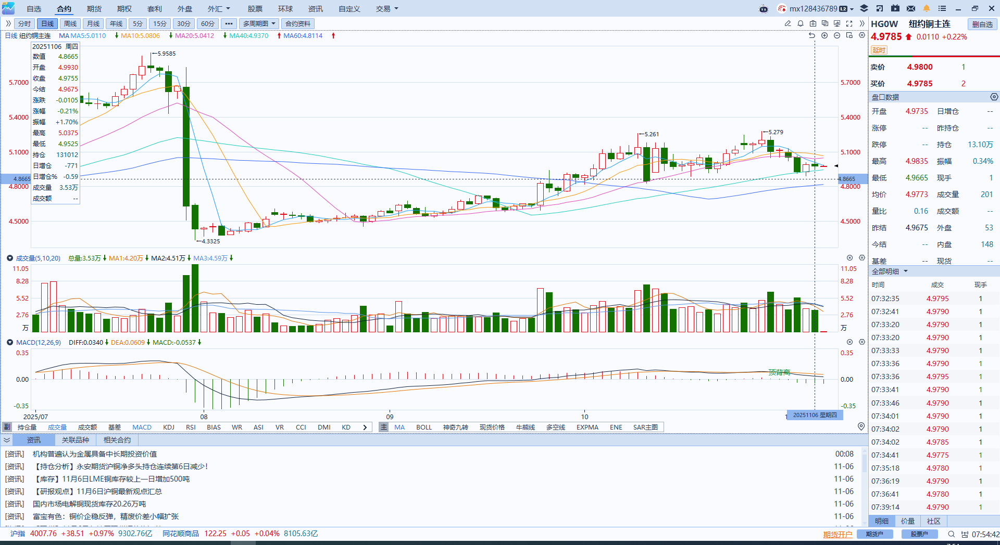 自选 合约 期货 期权 套利 外盘 外汇 股票 环球 资讯 自定义 交易 mx128436789 L2
分时 日线 周线 月线 年线 5分 15分 30分 60分 ••• 多周期图 合约资料
HG0W 纽约铜主连 删自选
4.9785 0.0110 +0.22%
延时
日线 纽约铜主连 MA MA5:5.0110 MA10:5.0806 MA20:5.0412 MA40:4.9370 MA60:4.8114
20251106 周四
数值 4.8665
开盘 4.9930
收盘 4.9755
今结 4.9675
涨跌 -0.0105
涨幅 -0.21%
振幅 +1.70%
最高 5.0375
最低 4.9525
持仓 131012
日增仓 -771
日增仓% -0.59
成交量 3.53万
成交额 --
5.9585
5.261
5.279
4.3325
5.7000 5.7000
5.4000 5.4000
5.1000 5.1000
4.8665 4.8665
4.8000 4.8000
4.5000 4.5000
成交量(5,10,20) 总量:3.53万 MA1:4.20万 MA2:4.51万 MA3:4.59万
11.05 11.05
8.28 8.28
5.52 5.52
2.76 2.76
万 万
MACD(12,26,9) DIFF:0.0340 DEA:0.0609 MACD:-0.0537
0.35 0.35
顶背离
0.00 0.00
-0.35 -0.35
2025/07 08 09 10 20251106 星期四
副 持仓量 成交量 成交额 基差 MACD KDJ RSI BIAS WR ASI VR CCI DMI KD 主 MA BOLL 神奇九转 现货价格 牛熊线 多空线 EXPMA ENE SAR主图
资讯 关联品种 相关合约
[资讯] 机构普遍认为金属具备中长期投资价值 00:08
[资讯] 【持仓分析】永安期货沪铜净多头持仓连续第6日减少! 11-06
[资讯] 【库存】11月6日LME铜库存较上一日增加500吨 11-06
[资讯] 【研报观点】11月6日沪铜最新观点汇总 11-06
[资讯] 国内市场电解铜现货库存20.26万吨 11-06
[资讯] 富宝有色：铜价企稳反弹，精废价差小幅扩张 11-06
卖价 4.9800 1
买价 4.9785 2
盘口数据
开盘 4.9735 日增仓 --
涨停 -- 昨持仓 --
跌停 -- 持仓 13.10万
最高 4.9835 振幅 0.34%
最低 4.9665 现手 1
均价 4.9773 成交量 201
量比 0.16 成交额 --
昨结 4.9675 外盘 53
今结 -- 内盘 148
基差 -- 现货 --
全部明细
时间 成交 现手
07:32:35 4.9795 1
07:32:41 4.9790 1
07:33:20 4.9790 1
07:33:20 4.9790 1
07:33:33 4.9790 1
07:33:36 4.9790 1
07:33:36 4.9795 1
07:33:41 4.9790 1
07:33:46 4.9790 1
07:34:01 4.9790 1
07:34:02 4.9790 1
07:34:02 4.9785 1
07:34:41 4.9775 1
07:35:18 4.9780 1
07:36:19 4.9790 1
07:36:41 4.9780 1
07:39:14 4.9790 1
明细 价量 社区
沪指 4007.76 +38.51 +0.97% 9302.76亿 同花顺商品 122.25 +0.05 +0.04% 8105.63亿 期货开户 期货户 股票户 07:54:42